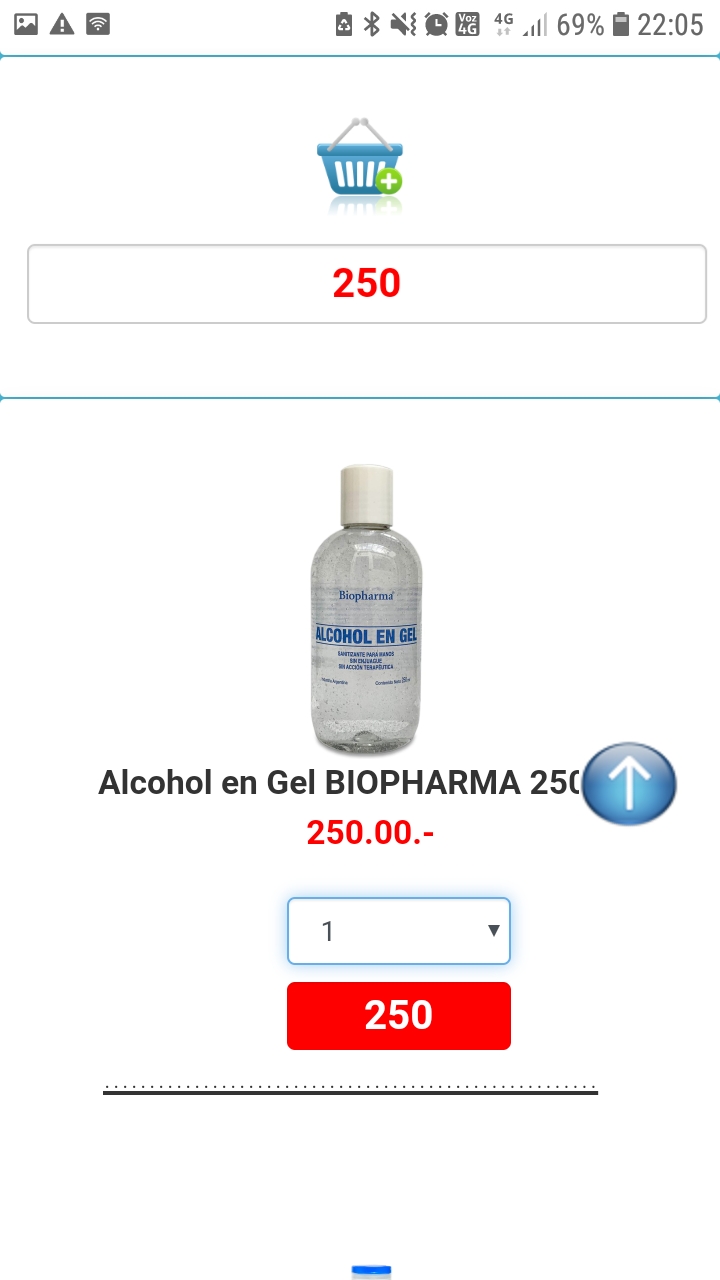 Voz 4G 4G 69% 22:05
250
Biopharma
ALCOHOL EN GEL
SANITIZANTE PARA MANOS
SIN ENJUAGUE
SIN ACCIÓN TERAPÉUTICA
Industria Argentina Contenido Neto 250
Alcohol en Gel BIOPHARMA 250
250.00.-
1
250